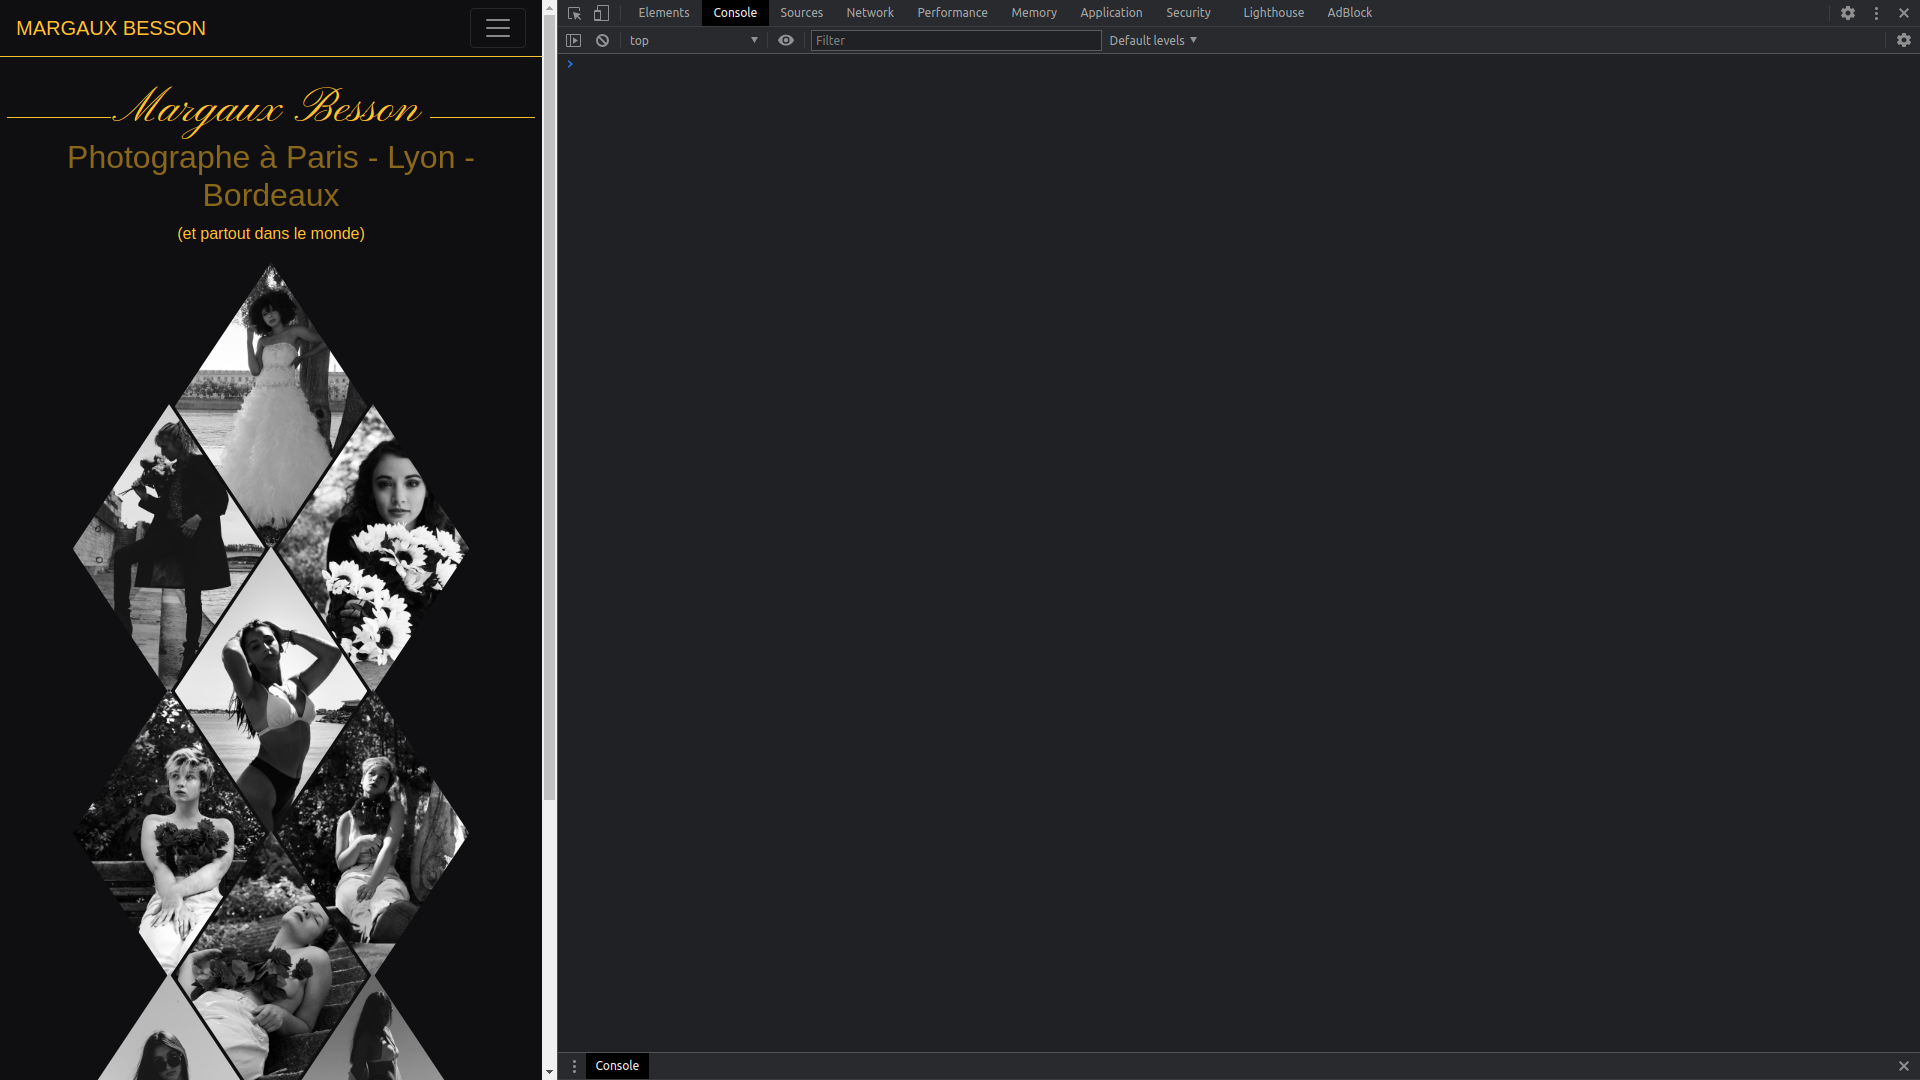 MARGAUX BESSON
Margaux Besson
Photographe à Paris - Lyon -
Bordeaux
(et partout dans le monde)
Elements Console Sources Network Performance Memory Application Security Lighthouse AdBlock
top Filter Default levels
Console